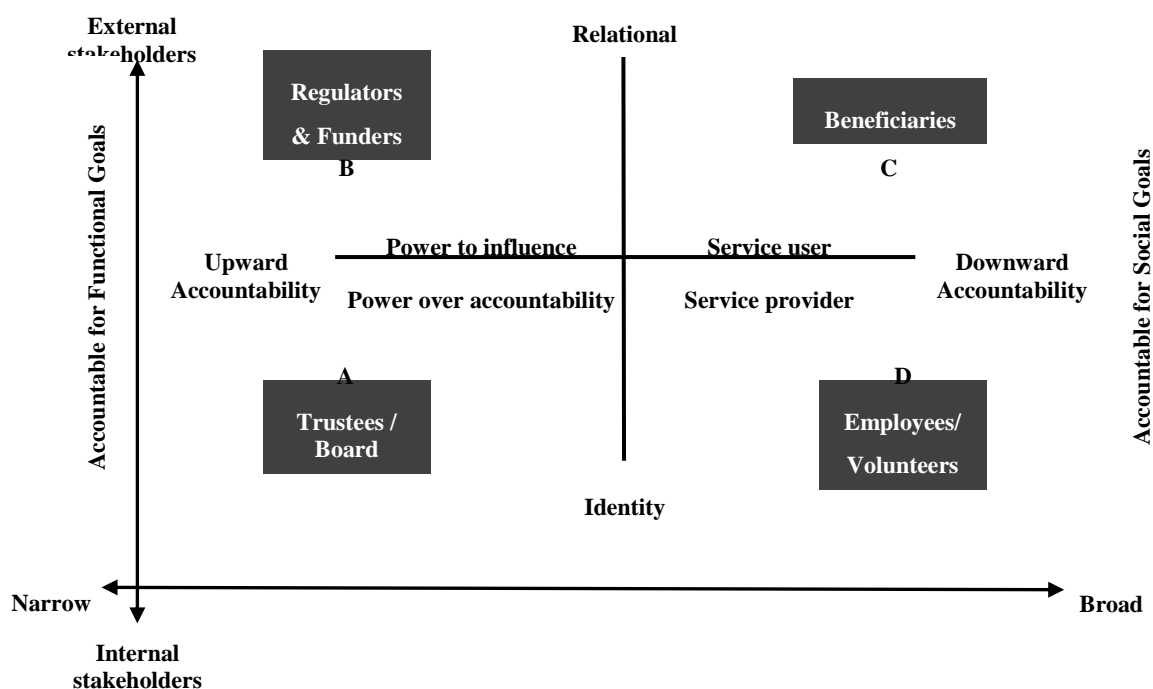 External
stakeholders
Relational
Regulators
& Funders
B
Beneficiaries
C
Accountable for Functional Goals
Accountable for Social Goals
Power to influence
Service user
Upward
Accountability
Downward
Accountability
Power over accountability
Service provider
A
Trustees /
Board
D
Employees/
Volunteers
Identity
Narrow
Broad
Internal
stakeholders